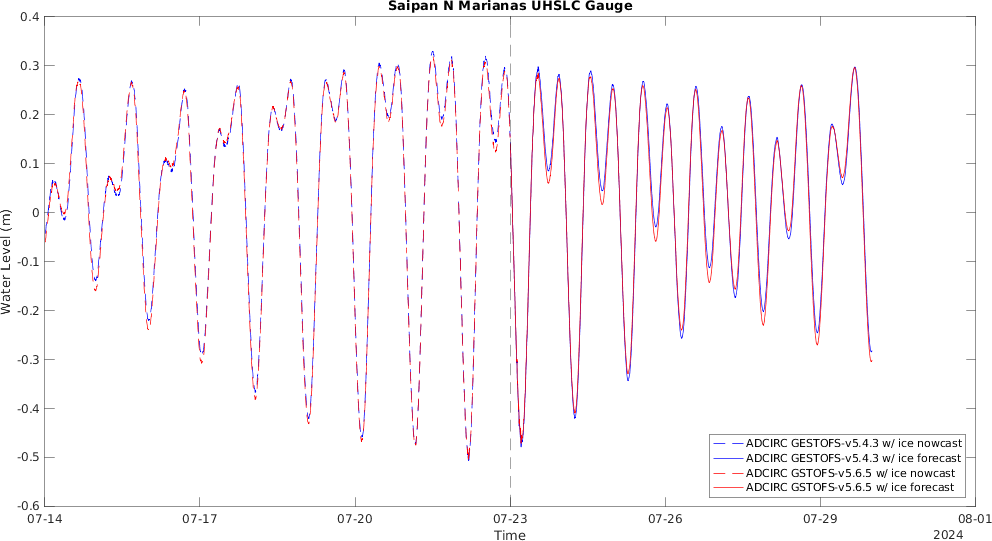 Saipan N Marianas UHSLC Gauge
Water Level (m)
0.4
0.3
0.2
0.1
0
-0.1
-0.2
-0.3
-0.4
-0.5
-0.6
07-14
07-17
07-20
07-23
07-26
07-29
08-01
Time
2024
ADCIRC GESTOFS-v5.4.3 w/ ice nowcast
ADCIRC GESTOFS-v5.4.3 w/ ice forecast
ADCIRC GSTOFS-v5.6.5 w/ ice nowcast
ADCIRC GSTOFS-v5.6.5 w/ ice forecast